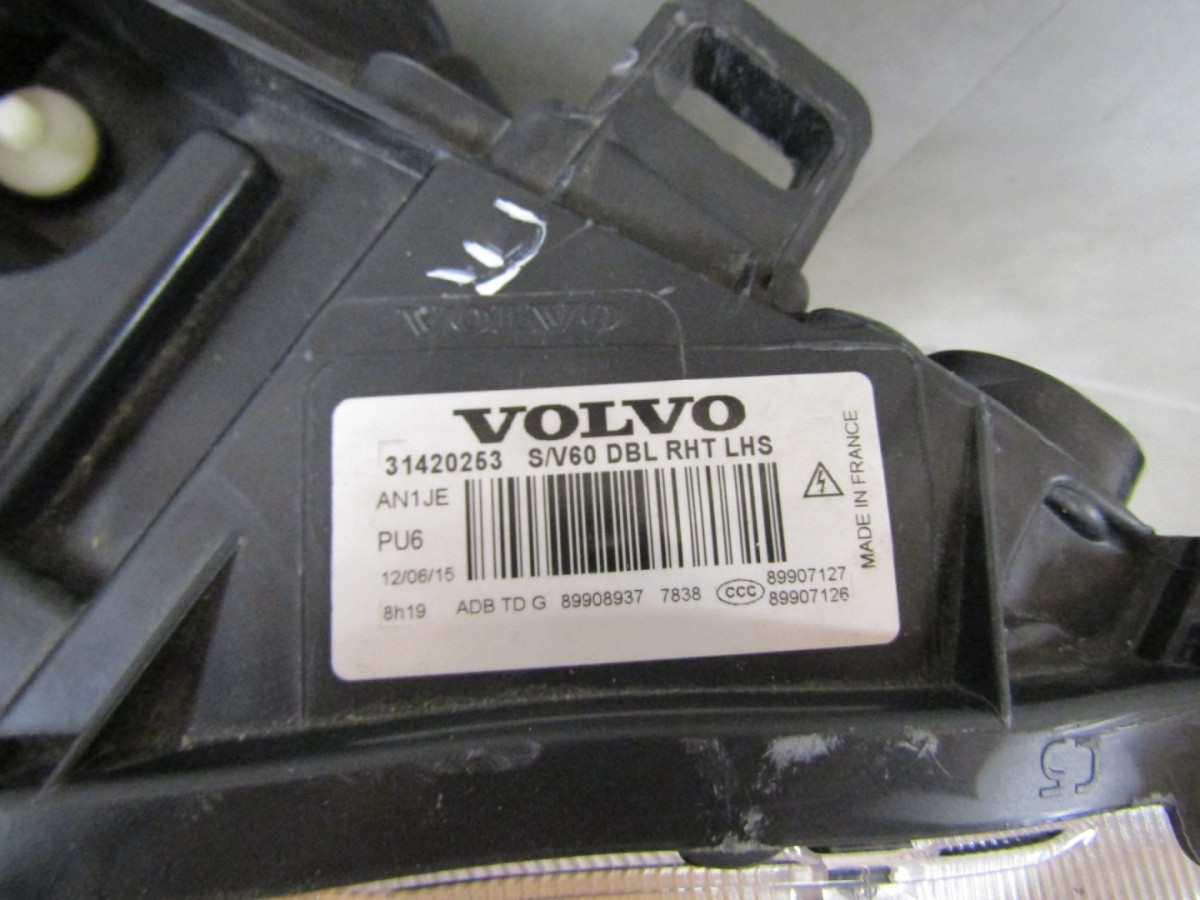 VOLVO
VOLVO
31420253 S/V60 DBL RHT LHS
AN1JE
PU6
12/06/15
8h19
ADB TD G 89908937 7838 CCC 89907127
89907126
MADE IN FRANCE